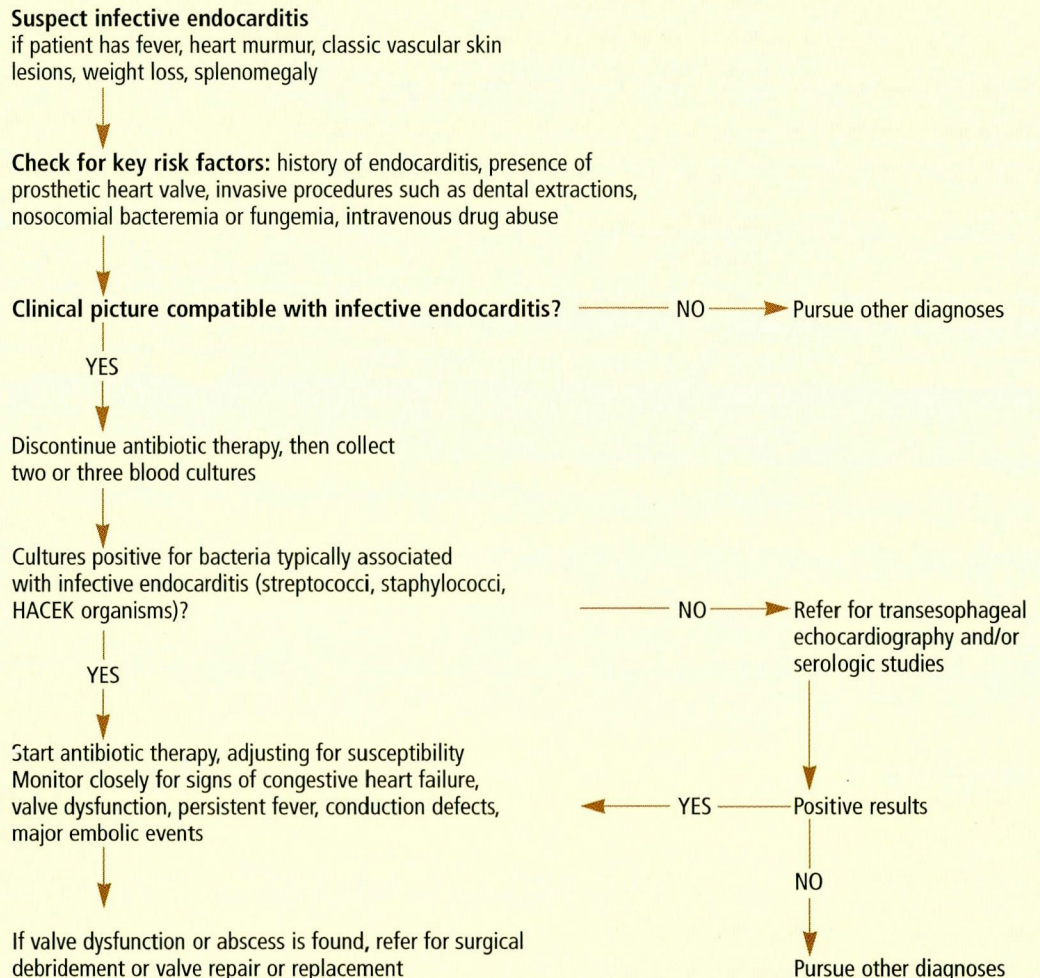 Suspect infective endocarditis
if patient has fever, heart murmur, classic vascular skin
lesions, weight loss, splenomegaly
Check for key risk factors: history of endocarditis, presence of
prosthetic heart valve, invasive procedures such as dental extractions,
nosocomial bacteremia or fungemia, intravenous drug abuse
Clinical picture compatible with infective endocarditis?
NO
Pursue other diagnoses
YES
Discontinue antibiotic therapy, then collect
two or three blood cultures
Cultures positive for bacteria typically associated
with infective endocarditis (streptococci, staphylococci,
HACEK organisms)?
NO
Refer for transesophageal
echocardiography and/or
serologic studies
YES
Start antibiotic therapy, adjusting for susceptibility
Monitor closely for signs of congestive heart failure,
valve dysfunction, persistent fever, conduction defects,
major embolic events
YES
Positive results
NO
If valve dysfunction or abscess is found, refer for surgical
debridement or valve repair or replacement
Pursue other diagnoses